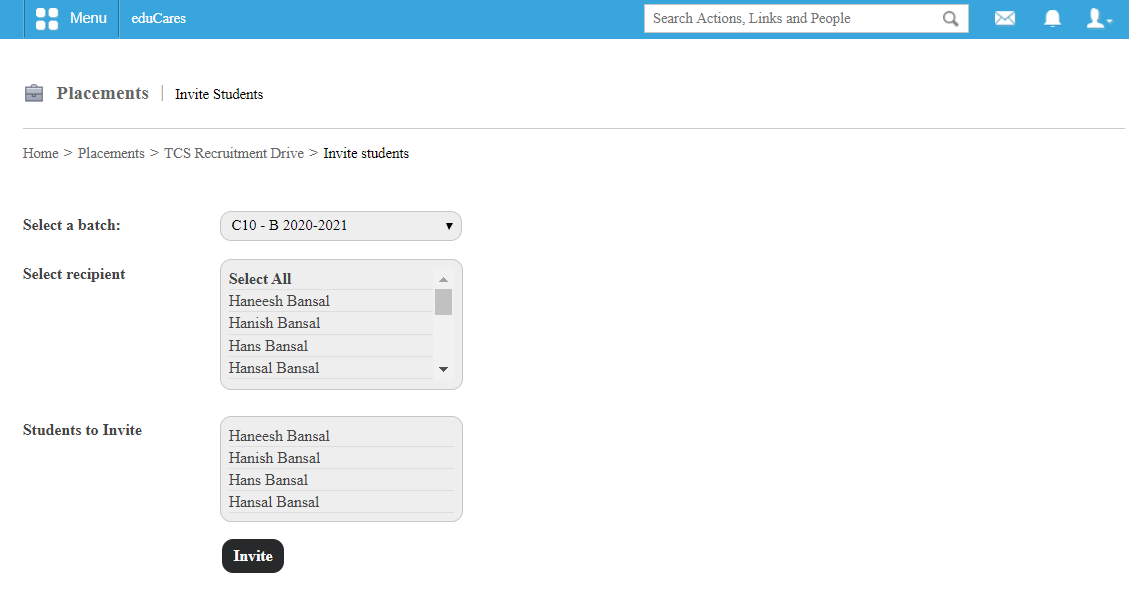 Menu eduCares Search Actions, Links and People
Placements Invite Students
Home > Placements > TCS Recruitment Drive > Invite students
Select a batch: C10 - B 2020-2021
Select recipient
Select All
Haneesh Bansal
Hanish Bansal
Hans Bansal
Hansal Bansal
Students to Invite
Haneesh Bansal
Hanish Bansal
Hans Bansal
Hansal Bansal
Invite